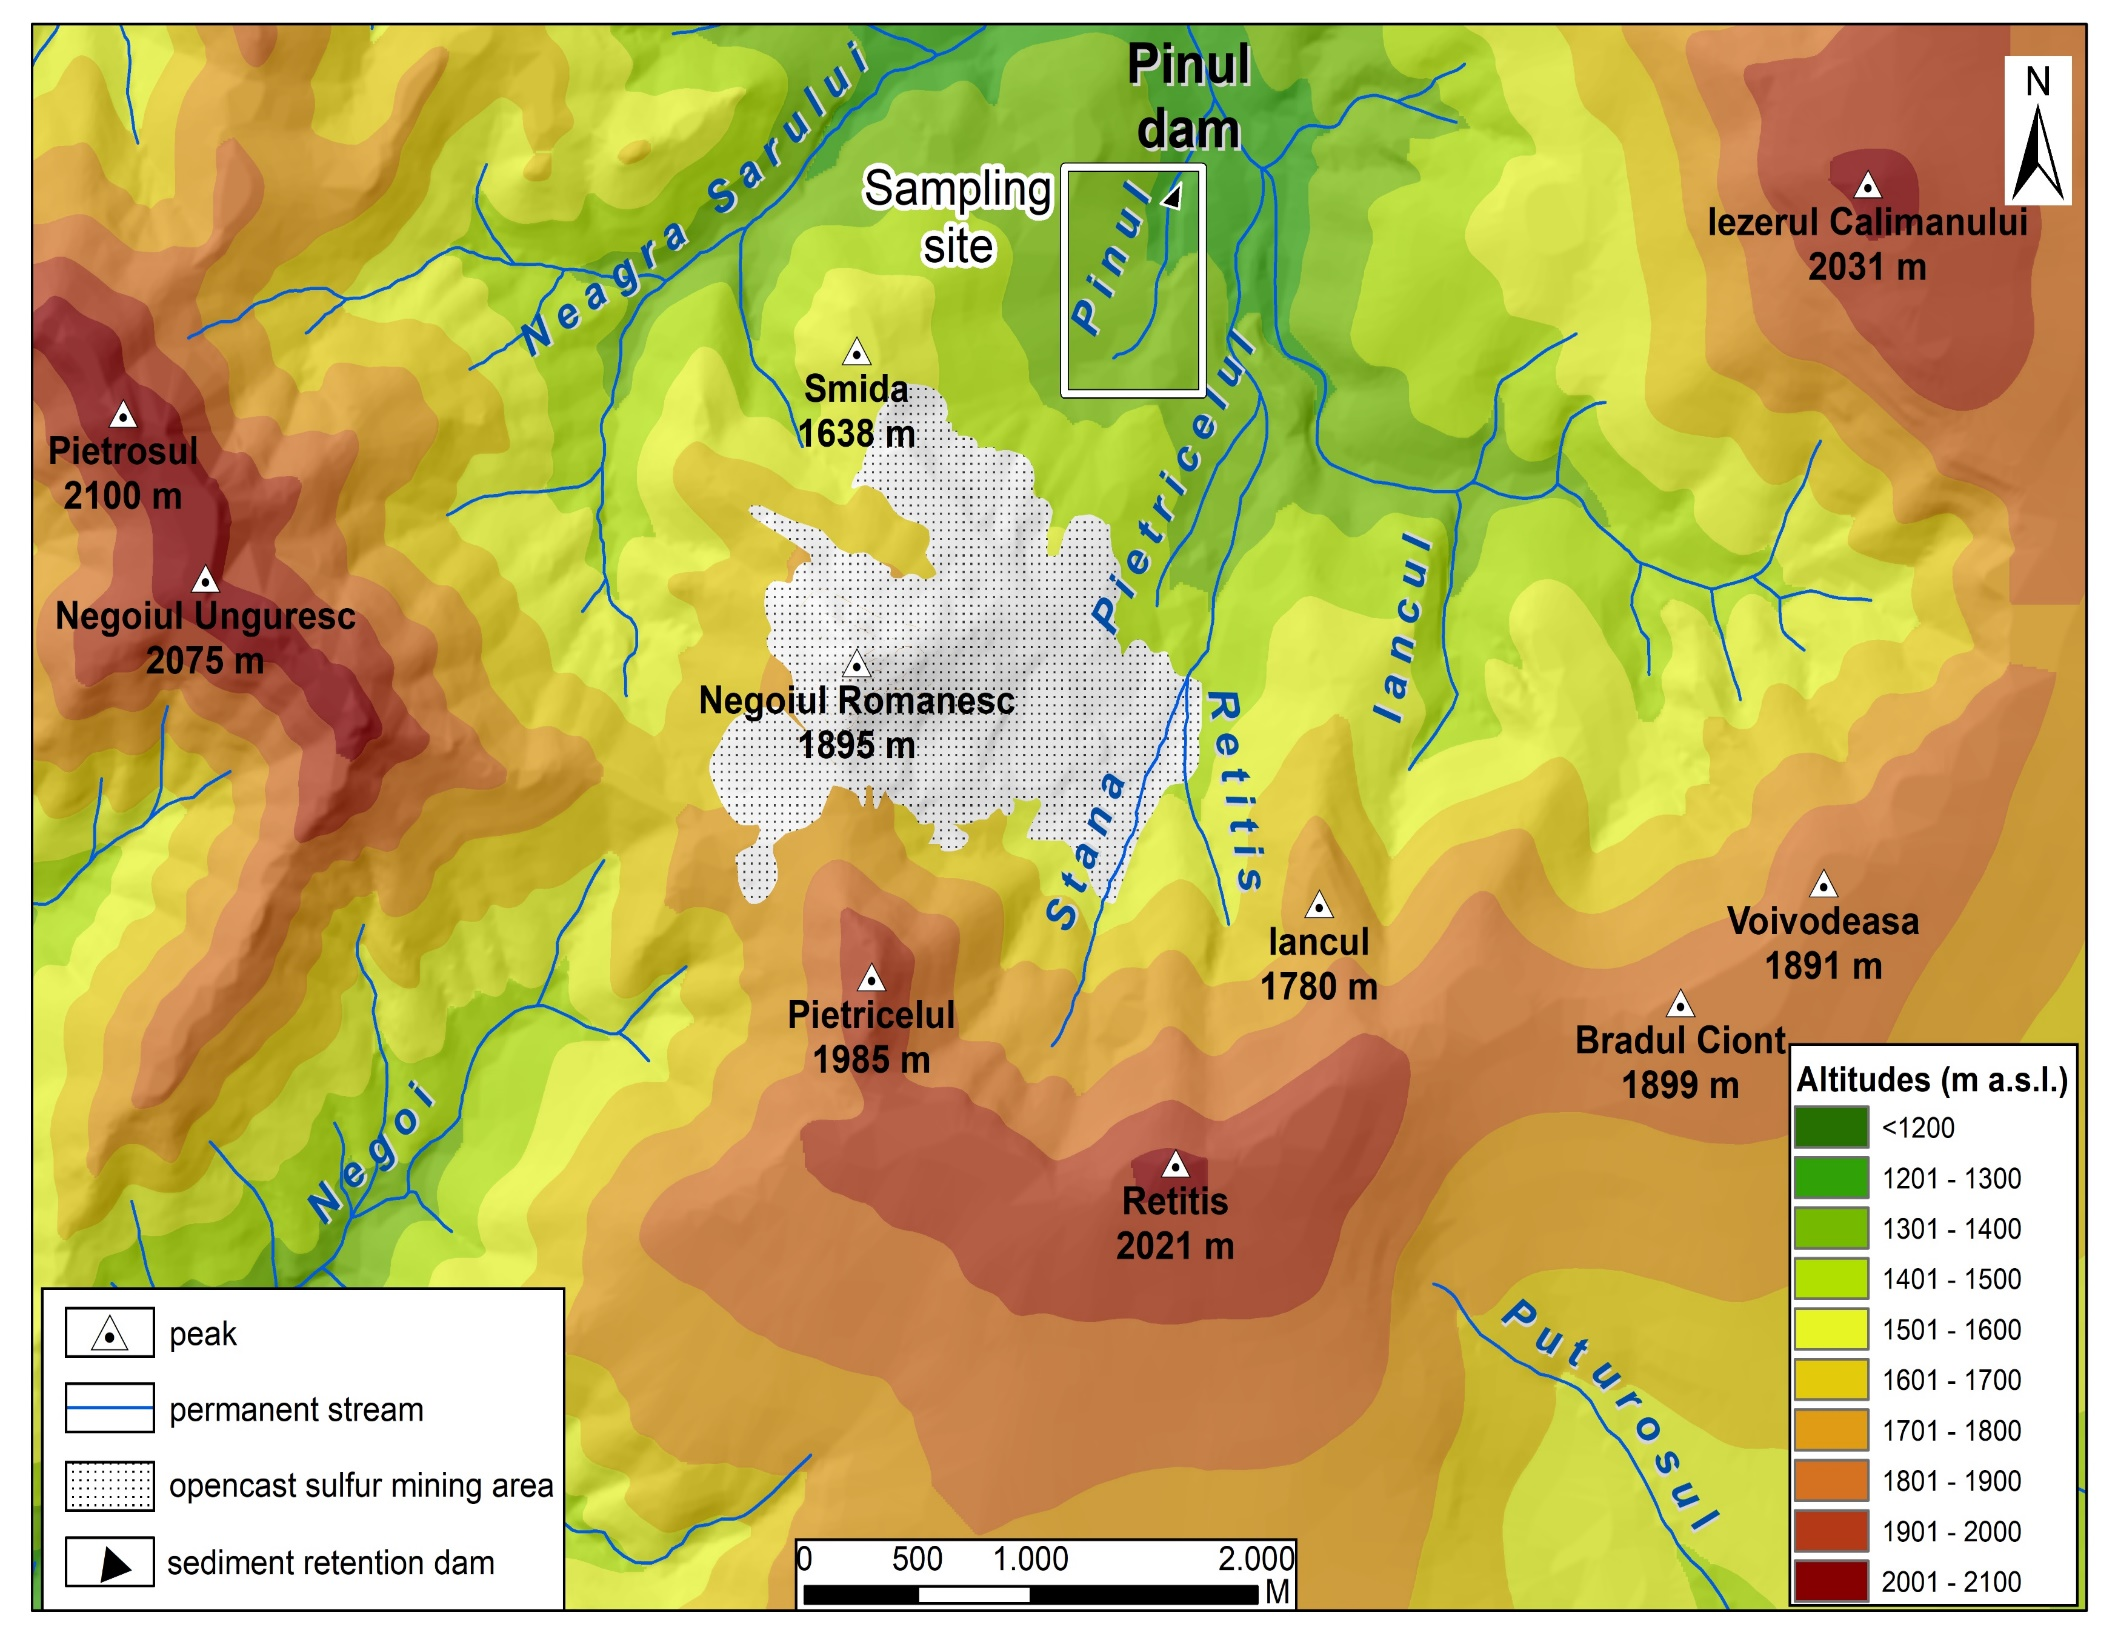 Pinul
dam
N
Sampling
site
Neagra Sarului
Pinul
Iezerul Calimanului
2031 m
Smida
1638 m
Pietrosul
2100 m
Pietricelul
Negoiul Unguresc
2075 m
Iancul
Negoiul Romanesc
1895 m
Retitis
Stana
Iancul
1780 m
Voivodeasa
1891 m
Pietricelul
1985 m
Bradul Ciont
1899 m
Negoi
Retitis
2021 m
Puturosul
peak
permanent stream
opencast sulfur mining area
sediment retention dam
0 500 1.000 2.000
M
Altitudes (m a.s.l.)
<1200
1201 - 1300
1301 - 1400
1401 - 1500
1501 - 1600
1601 - 1700
1701 - 1800
1801 - 1900
1901 - 2000
2001 - 2100